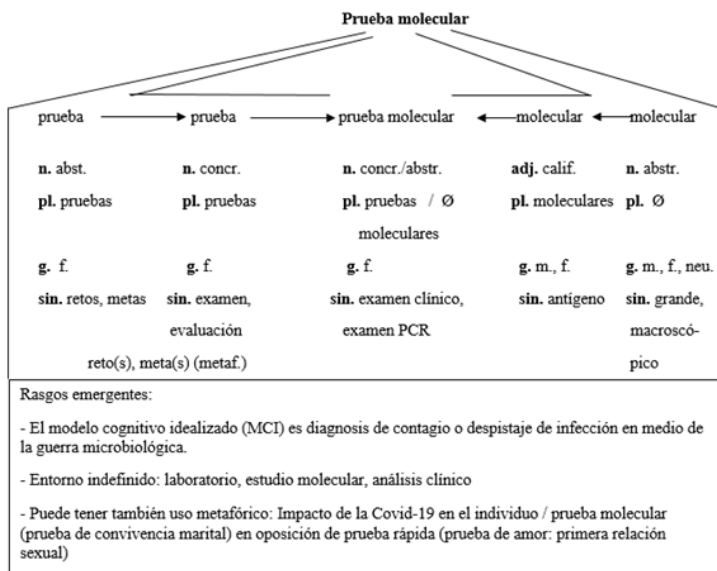 Prueba molecular
prueba prueba prueba molecular molecular molecular
n. abst. n. concr. n. concr./abstr. adj. calif. n. abstr.
pl. pruebas pl. pruebas pl. pruebas / Ø pl. moleculares pl. Ø
moleculares
g. f. g. f. g. f. g. m., f. g. m., f., neu.
sin. retos, metas sin. examen, sin. examen clínico, sin. antígeno sin. grande,
evaluación examen PCR macroscó-
reto(s), meta(s) (metaf.) pico
Rasgos emergentes:
- El modelo cognitivo idealizado (MCI) es diagnosis de contagio o despistaje de infección en medio de
la guerra microbiológica.
- Entorno indefinido: laboratorio, estudio molecular, análisis clínico
- Puede tener también uso metafórico: Impacto de la Covid-19 en el individuo / prueba molecular
(prueba de convivencia marital) en oposición de prueba rápida (prueba de amor: primera relación
sexual)